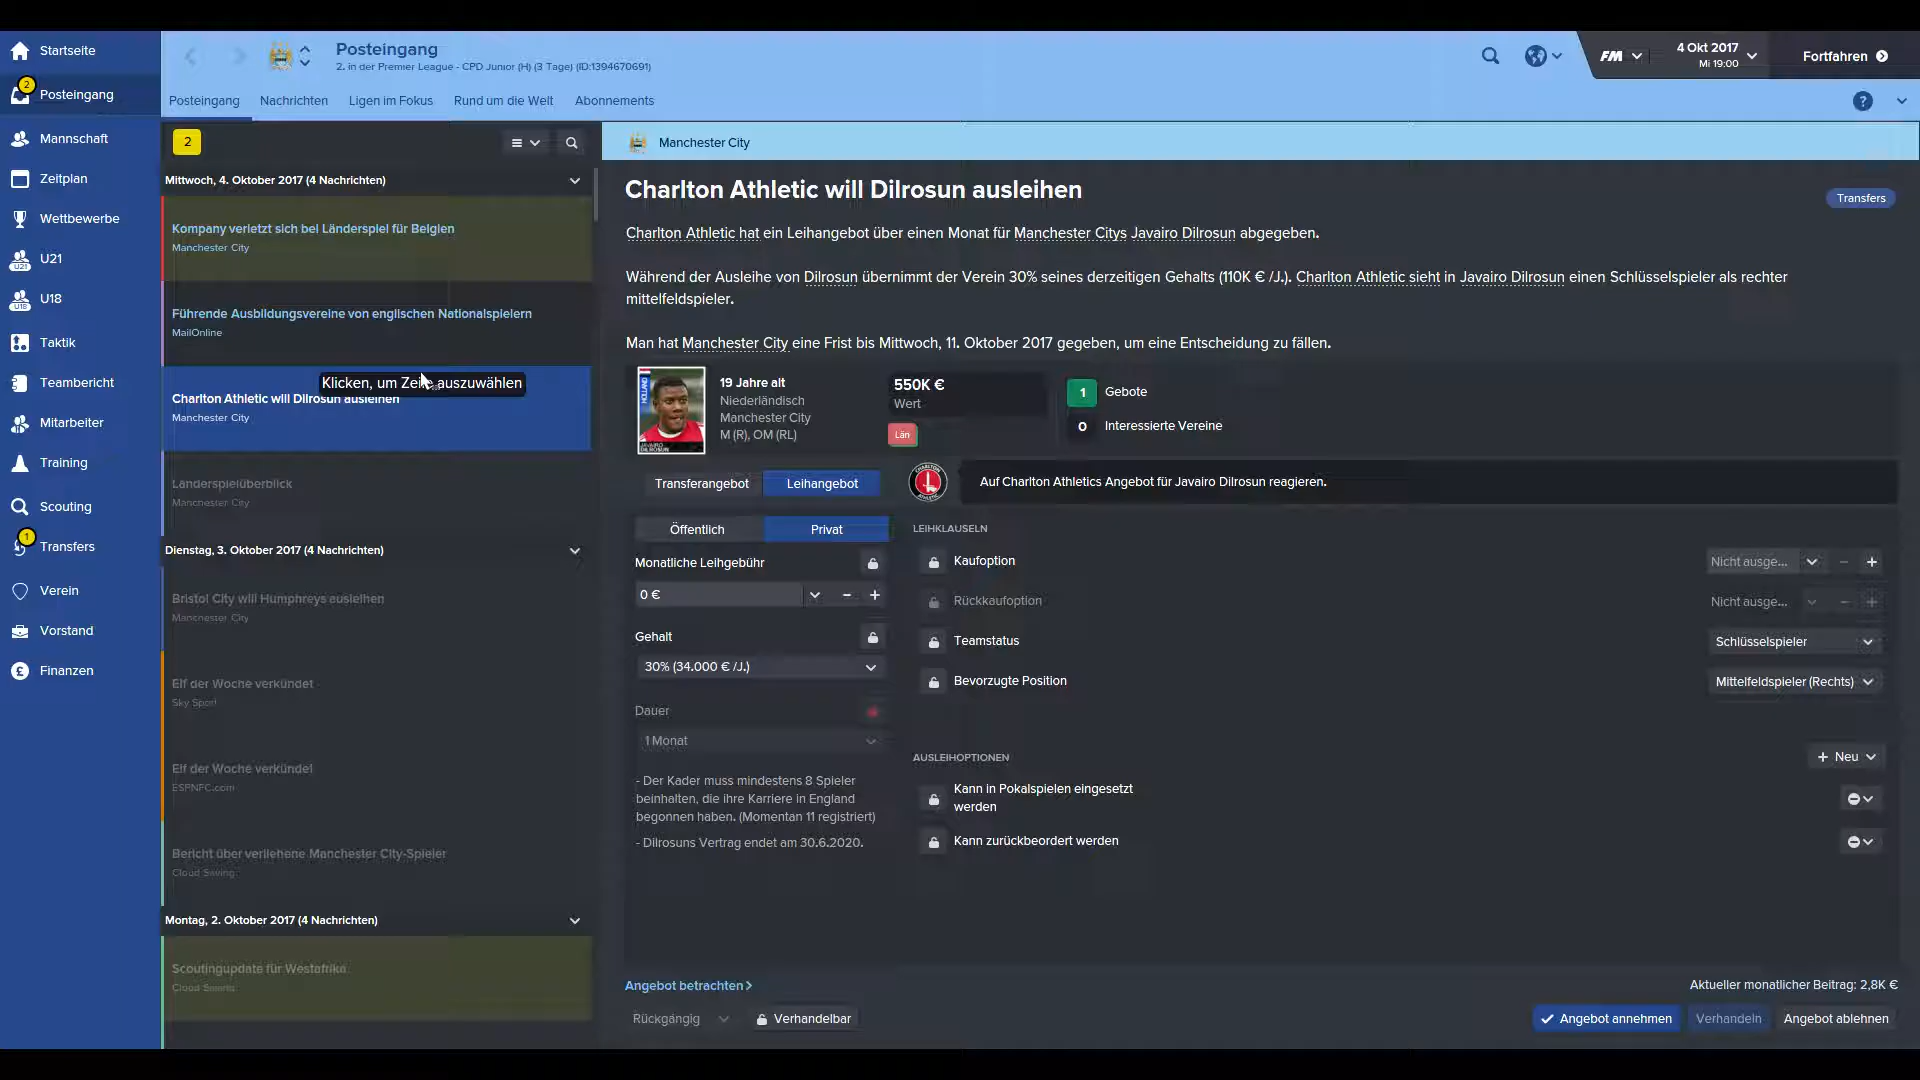 Startseite
2
Posteingang
Mannschaft
Zeitplan
Wettbewerbe
U21
U21
U18
U18
Taktik
Teambericht
Mitarbeiter
Training
Scouting
1
Transfers
Verein
Vorstand
£
Finanzen
Posteingang
2. in der Premier League - CPD Junior (H) (3 Tage) (ID:1394670691)
FM
4 Okt 2017
Mi 19:00
Fortfahren
Posteingang
Nachrichten
Ligen im Fokus
Rund um die Welt
Abonnements
?
2
Mittwoch, 4. Oktober 2017 (4 Nachrichten)
Kompany verletzt sich bei Länderspiel für Belgien
Manchester City
Führende Ausbildungsvereine von englischen Nationalspielern
MailOnline
Klicken, um Zeile auszuwählen
Charlton Athletic will Dilrosun ausleihen
Manchester City
Länderspielüberblick
Manchester City
Dienstag, 3. Oktober 2017 (4 Nachrichten)
Bristol City will Humphreys ausleihen
Manchester City
Elf der Woche verkündet
Sky Sport
Elf der Woche verkündet
ESPNFC.com
Bericht über verliehene Manchester City-Spieler
Cloud Swing
Montag, 2. Oktober 2017 (4 Nachrichten)
Scoutingupdate für Westafrika
Manchester City
Charlton Athletic will Dilrosun ausleihen
Transfers
Charlton Athletic hat ein Leihangebot über einen Monat für Manchester Citys Javairo Dilrosun abgegeben.
Während der Ausleihe von Dilrosun übernimmt der Verein 30% seines derzeitigen Gehalts (110K € /J.). Charlton Athletic sieht in Javairo Dilrosun einen Schlüsselspieler als rechter
mittelfeldspieler.
Man hat Manchester City eine Frist bis Mittwoch, 11. Oktober 2017 gegeben, um eine Entscheidung zu fällen.
HOLLAND
JAVAIRO
DILROSUN
19 Jahre alt
Niederländisch
Manchester City
M (R), OM (RL)
550K €
Wert
Län
1
Gebote
0
Interessierte Vereine
Transferangebot
Leihangebot
Auf Charlton Athletics Angebot für Javairo Dilrosun reagieren.
Öffentlich
Privat
Monatliche Leihgebühr
0 €
Gehalt
30% (34.000 € /J.)
Dauer
1 Monat
- Der Kader muss mindestens 8 Spieler
beinhalten, die ihre Karriere in England
begonnen haben. (Momentan 11 registriert)
- Dilrosuns Vertrag endet am 30.6.2020.
LEIHKLAUSELN
Kaufoption
Nicht ausge...
Rückkaufoption
Nicht ausge...
Teamstatus
Schlüsselspieler
Bevorzugte Position
Mittelfeldspieler (Rechts)
AUSLEIHOPTIONEN
Neu
Kann in Pokalspielen eingesetzt
werden
Kann zurückbeordert werden
Angebot betrachten
Aktueller monatlicher Beitrag: 2,8K €
Rückgängig
Verhandelbar
Angebot annehmen
Verhandeln
Angebot ablehnen